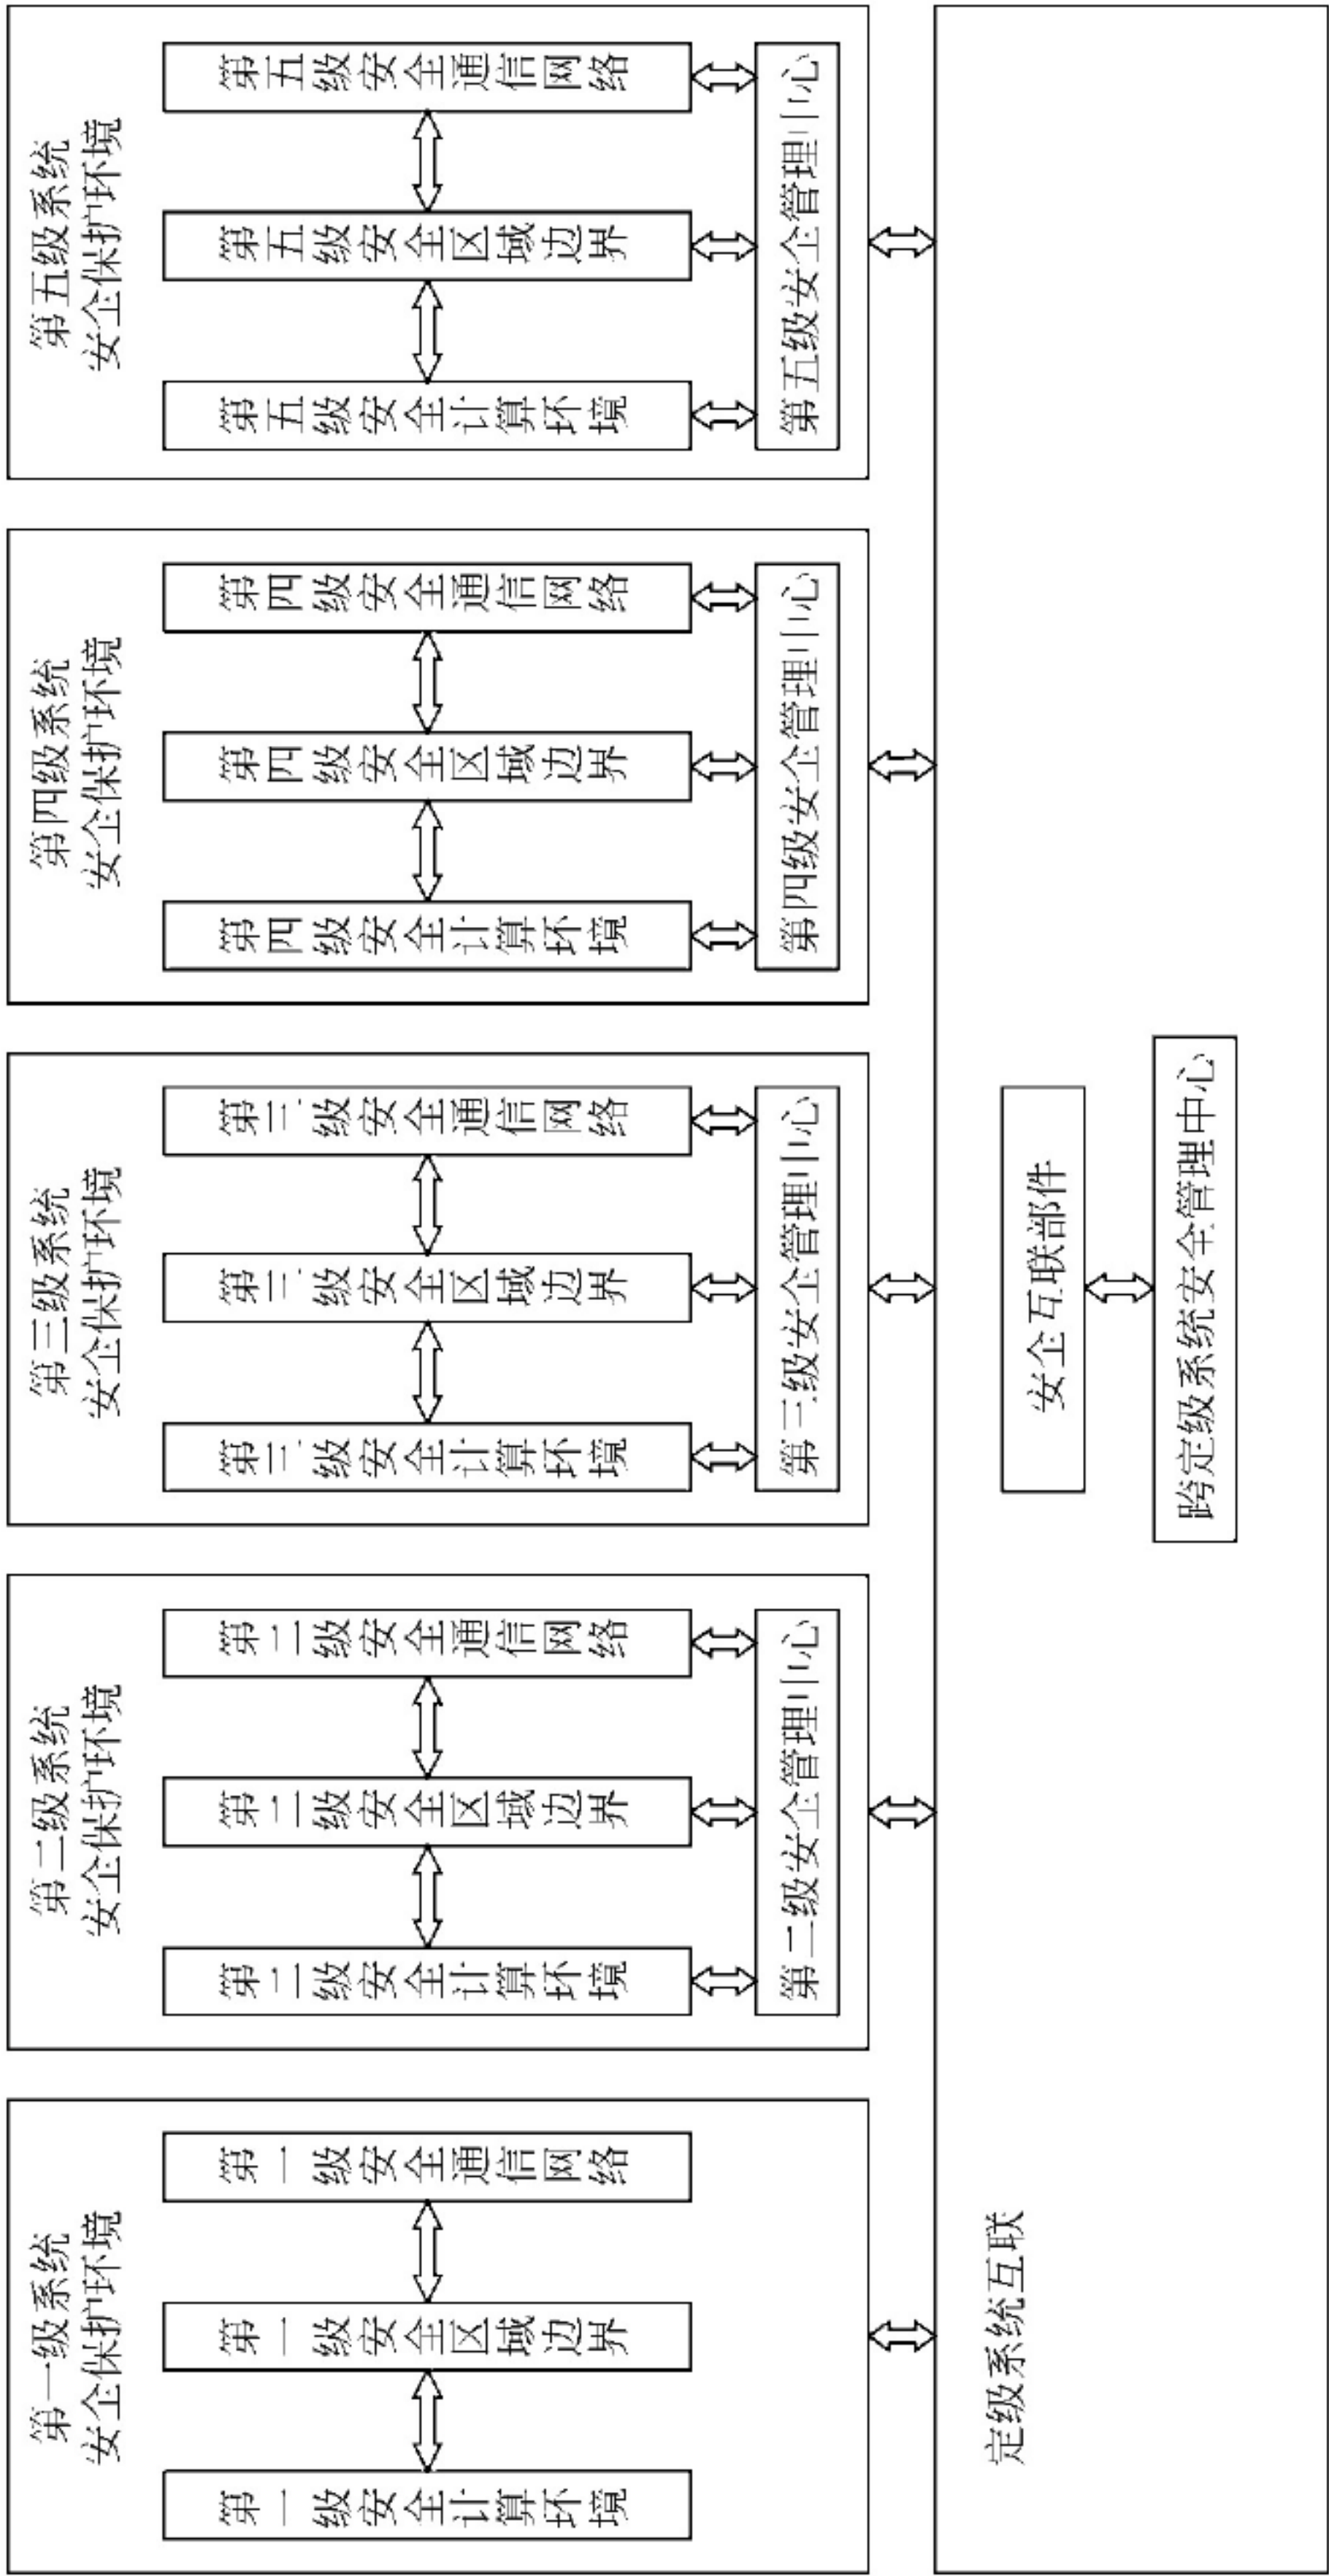 第一级系统
安全保护环境
第一级安全计算环境
第一级安全区域边界
第一级安全通信网络
第二级系统
安全保护环境
第二级安全计算环境
第二级安全区域边界
第二级安全通信网络
第二级安全管理中心
第三级系统
安全保护环境
第三级安全计算环境
第三级安全区域边界
第三级安全通信网络
第三级安全管理中心
第四级系统
安全保护环境
第四级安全计算环境
第四级安全区域边界
第四级安全通信网络
第四级安全管理中心
第五级系统
安全保护环境
第五级安全计算环境
第五级安全区域边界
第五级安全通信网络
第五级安全管理中心
定级系统互联
安全互联部件
跨定级系统安全管理中心